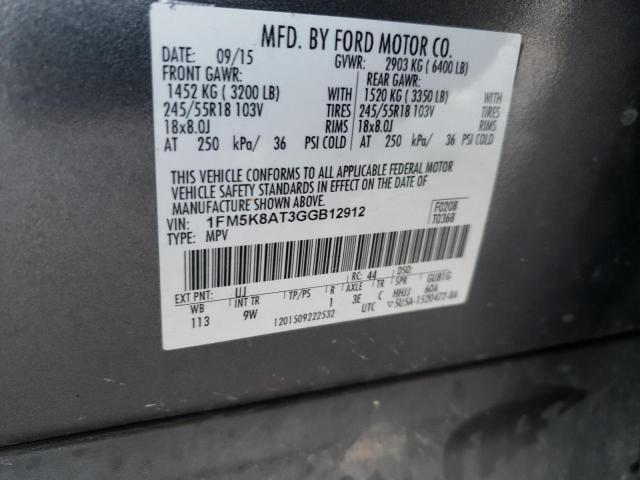 MFD. BY FORD MOTOR CO.
DATE: 09/15 GVWR: 2903 KG ( 6400 LB)
FRONT GAWR: REAR GAWR:
1452 KG ( 3200 LB) WITH 1520 KG ( 3350 LB) WITH
245/55R18 103V TIRES 245/55R18 103V TIRES
18x8.0J RIMS 18x8.0J RIMS
AT 250 kPa/ 36 PSI COLD AT 250 kPa/ 36 PSI COLD
THIS VEHICLE CONFORMS TO ALL APPLICABLE FEDERAL MOTOR
VEHICLE SAFETY STANDARDS IN EFFECT ON THE DATE OF
MANUFACTURE SHOWN ABOVE.
VIN: 1FM5K8AT3GGB12912 F0208
TYPE: MPV T0368
EXT PNT: UJ RC: 44 DSO:
WB INT TR TP/PS R AXLE TR SPR GUB1G
113 9W 1 3E C HHJJ 60A
1201509222532 UTC ▽5U5A-1520472-BA